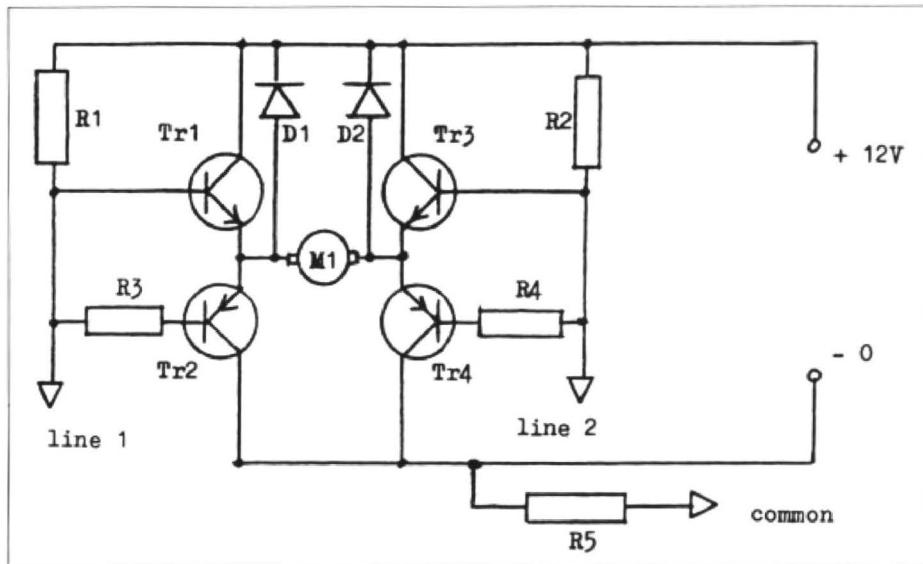 R1
Tr1
D1
D2
Tr3
R2
+ 12V
M1
R3
R4
Tr2
Tr4
- 0
line 1
line 2
R5
common